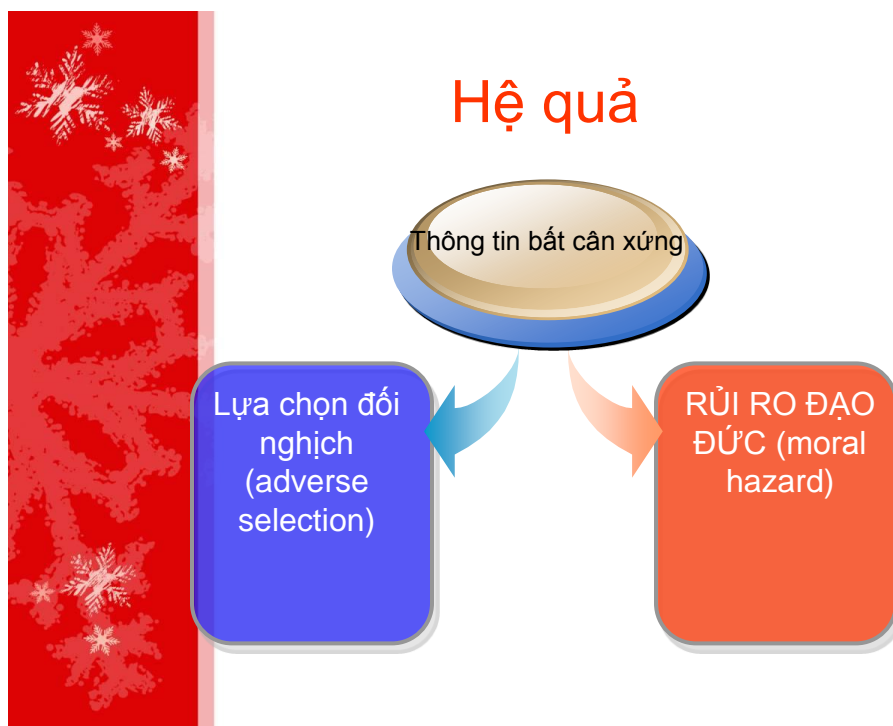 Hệ quả
Thông tin bất cân xứng
Lựa chọn đối
nghịch
(adverse
selection)
RỦI RO ĐẠO
ĐỨC (moral
hazard)